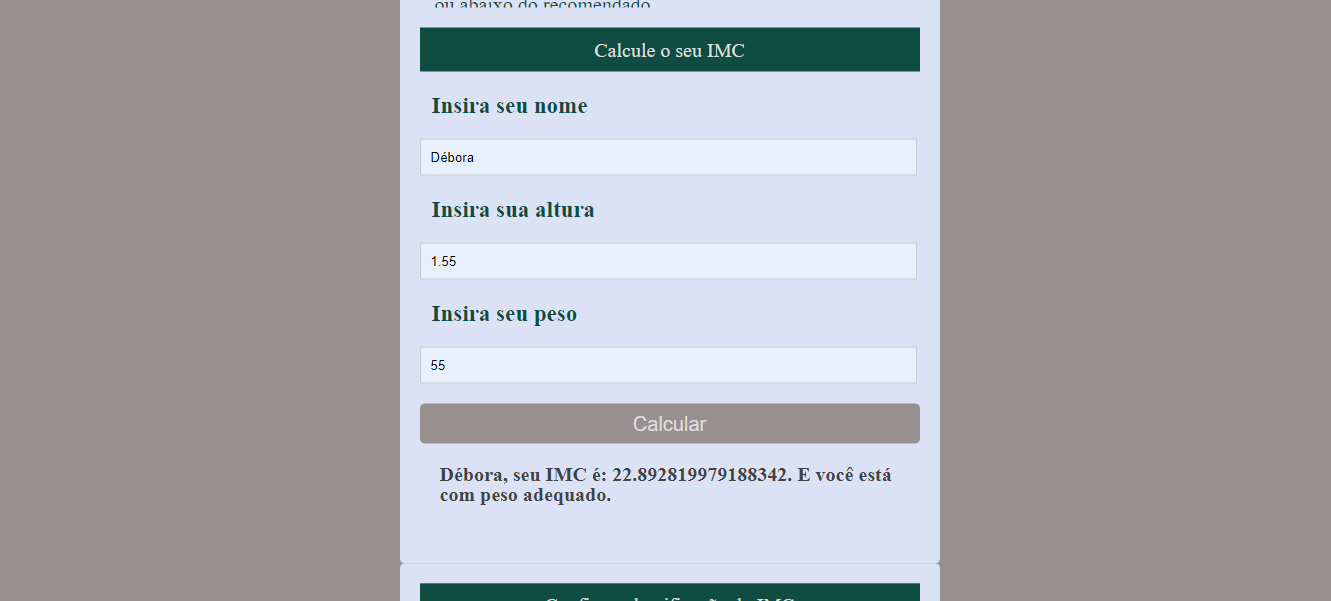 ou abaixo do recomendado
Calcule o seu IMC
Insira seu nome
Débora
Insira sua altura
1.55
Insira seu peso
55
Calcular
Débora, seu IMC é: 22.892819979188342. E você está
com peso adequado.